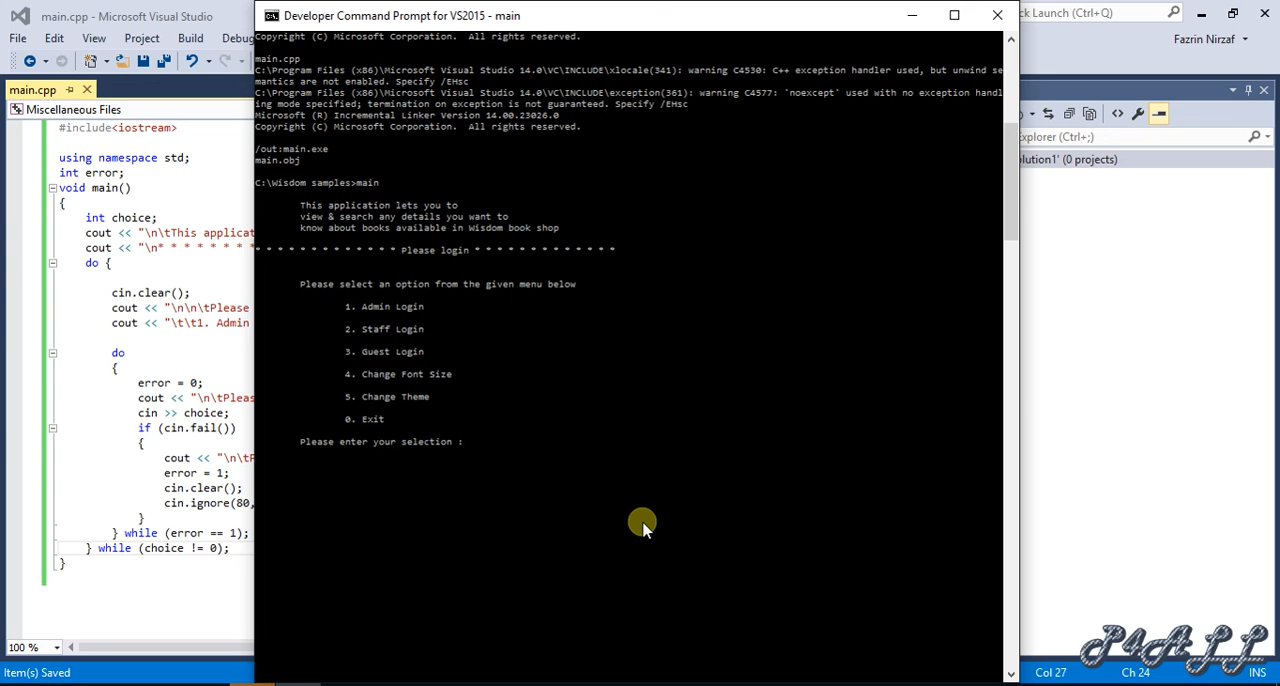 main.cpp - Microsoft Visual Studio
Developer Command Prompt for VS2015 - main
ck Launch (Ctrl+Q)
File Edit View Project Build Debug
Fazrin Nirzaf
main.cpp
Miscellaneous Files
Explorer (Ctrl+;)
olution1' (0 projects)
#include<iostream>
using namespace std;
int error;
void main()
{
int choice;
cout << "\n\tThis applicat
cout << "\n* * * * * * *
do {
cin.clear();
cout << "\n\n\tPlease
cout << "\t\t1. Admin
do
{
error = 0;
cout << "\n\tPleas
cin >> choice;
if (cin.fail())
{
cout << "\n\tP
error = 1;
cin.clear();
cin.ignore(80,
}
} while (error == 1);
} while (choice != 0);
}
Copyright (C) Microsoft Corporation. All rights reserved.
main.cpp
C:\Program Files (x86)\Microsoft Visual Studio 14.0\VC\INCLUDE\xlocale(341): warning C4530: C++ exception handler used, but unwind se
mantics are not enabled. Specify /EHsc
C:\Program Files (x86)\Microsoft Visual Studio 14.0\VC\INCLUDE\exception(361): warning C4577: 'noexcept' used with no exception handl
ing mode specified; termination on exception is not guaranteed. Specify /EHsc
Microsoft (R) Incremental Linker Version 14.00.23026.0
Copyright (C) Microsoft Corporation. All rights reserved.
/out:main.exe
main.obj
C:\Wisdom samples>main
This application lets you to
view & search any details you want to
know about books available in Wisdom book shop
* * * * * * * * * * * * * Please login * * * * * * * * * * * * *
Please select an option from the given menu below
1. Admin Login
2. Staff Login
3. Guest Login
4. Change Font Size
5. Change Theme
0. Exit
Please enter your selection :
100 %
P4ALL
Item(s) Saved
Col 27 Ch 24 INS